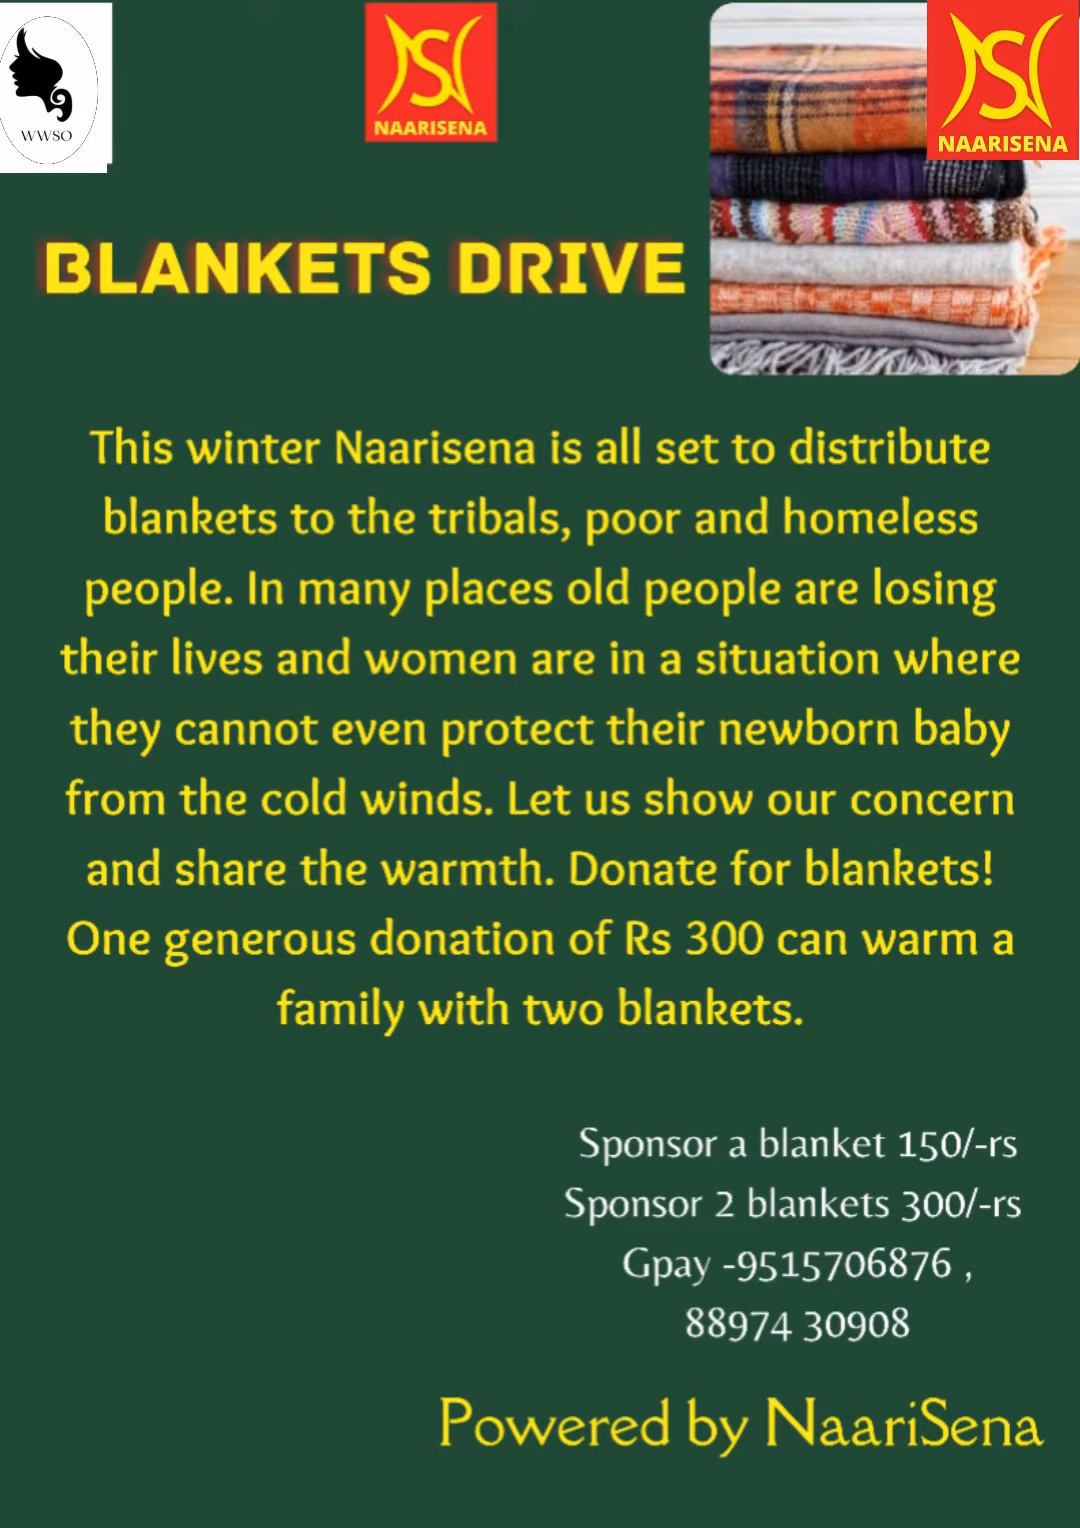 WWSO
NAARISENA
NAARISENA
BLANKETS DRIVE
This winter Naarisena is all set to distribute
blankets to the tribals, poor and homeless
people. In many places old people are losing
their lives and women are in a situation where
they cannot even protect their newborn baby
from the cold winds. Let us show our concern
and share the warmth. Donate for blankets!
One generous donation of Rs 300 can warm a
family with two blankets.
Sponsor a blanket 150/-rs
Sponsor 2 blankets 300/-rs
Gpay -9515706876 ,
88974 30908
Powered by NaariSena